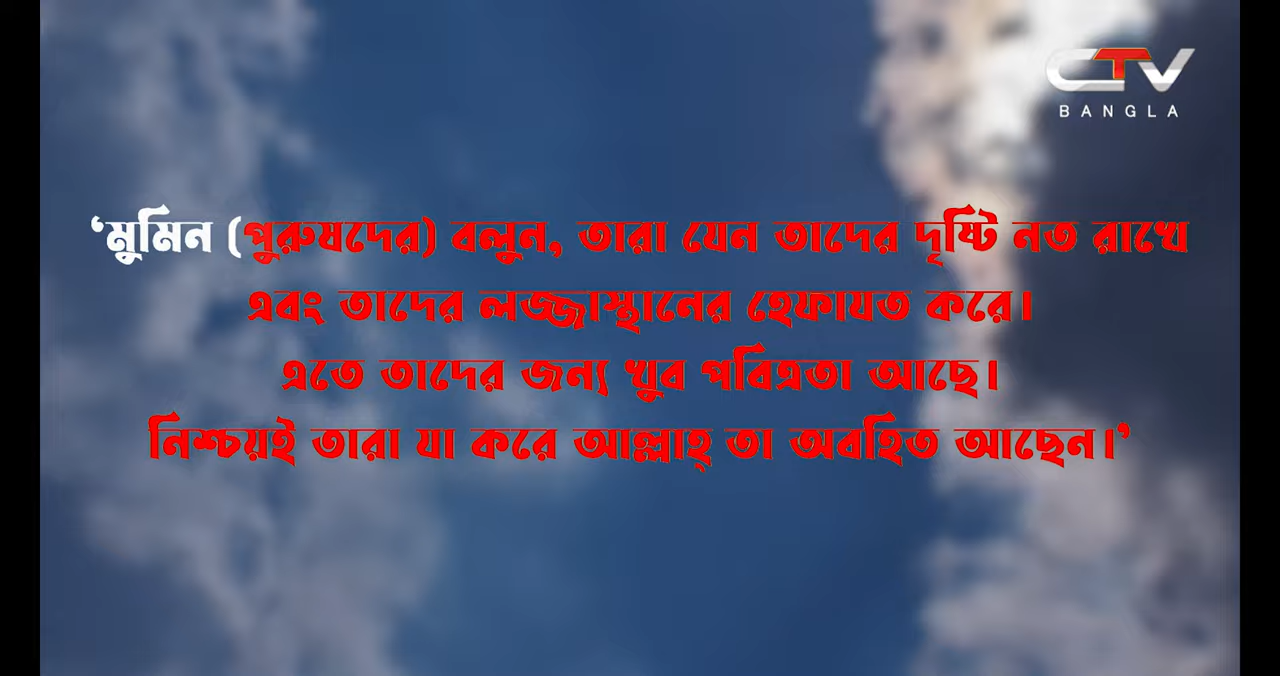 CTV
BANGLA
‘মুমিন (পুরুষদের) বলুন, তারা যেন তাদের দৃষ্টি নত রাখে
এবং তাদের লজ্জাস্থানের হেফাযত করে।
এতে তাদের জন্য খুব পবিত্রতা আছে।
নিশ্চয়ই তারা যা করে আল্লাহ্ তা অবহিত আছেন।’